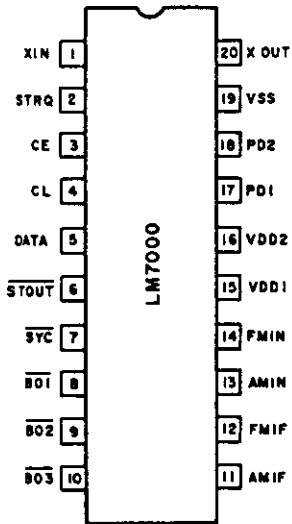 XIN 1 20 X OUT
STRQ 2 19 VSS
CE 3 18 PD2
CL 4 17 PD1
DATA 5 16 VDD2
STOUT 6 15 VDD1
SYC 7 14 FMIN
BO1 8 13 AMIN
BO2 9 12 FMIF
BO3 10 11 AMIF
LM7000